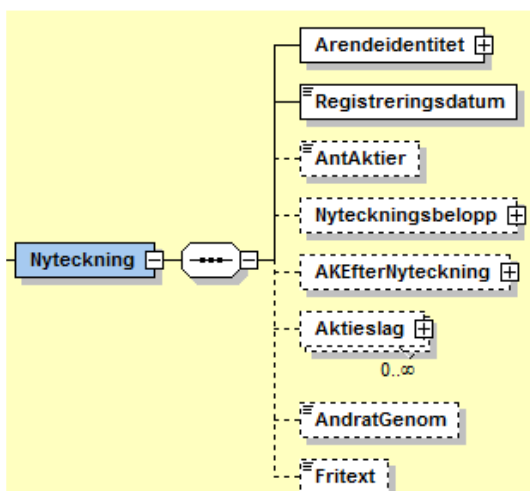 Arendeidentitet
Registreringsdatum
AntAktier
Nyteckningsbelopp
Nyteckning
AKEfterNyteckning
Aktieslag
0..∞
AndratGenom
Fritext